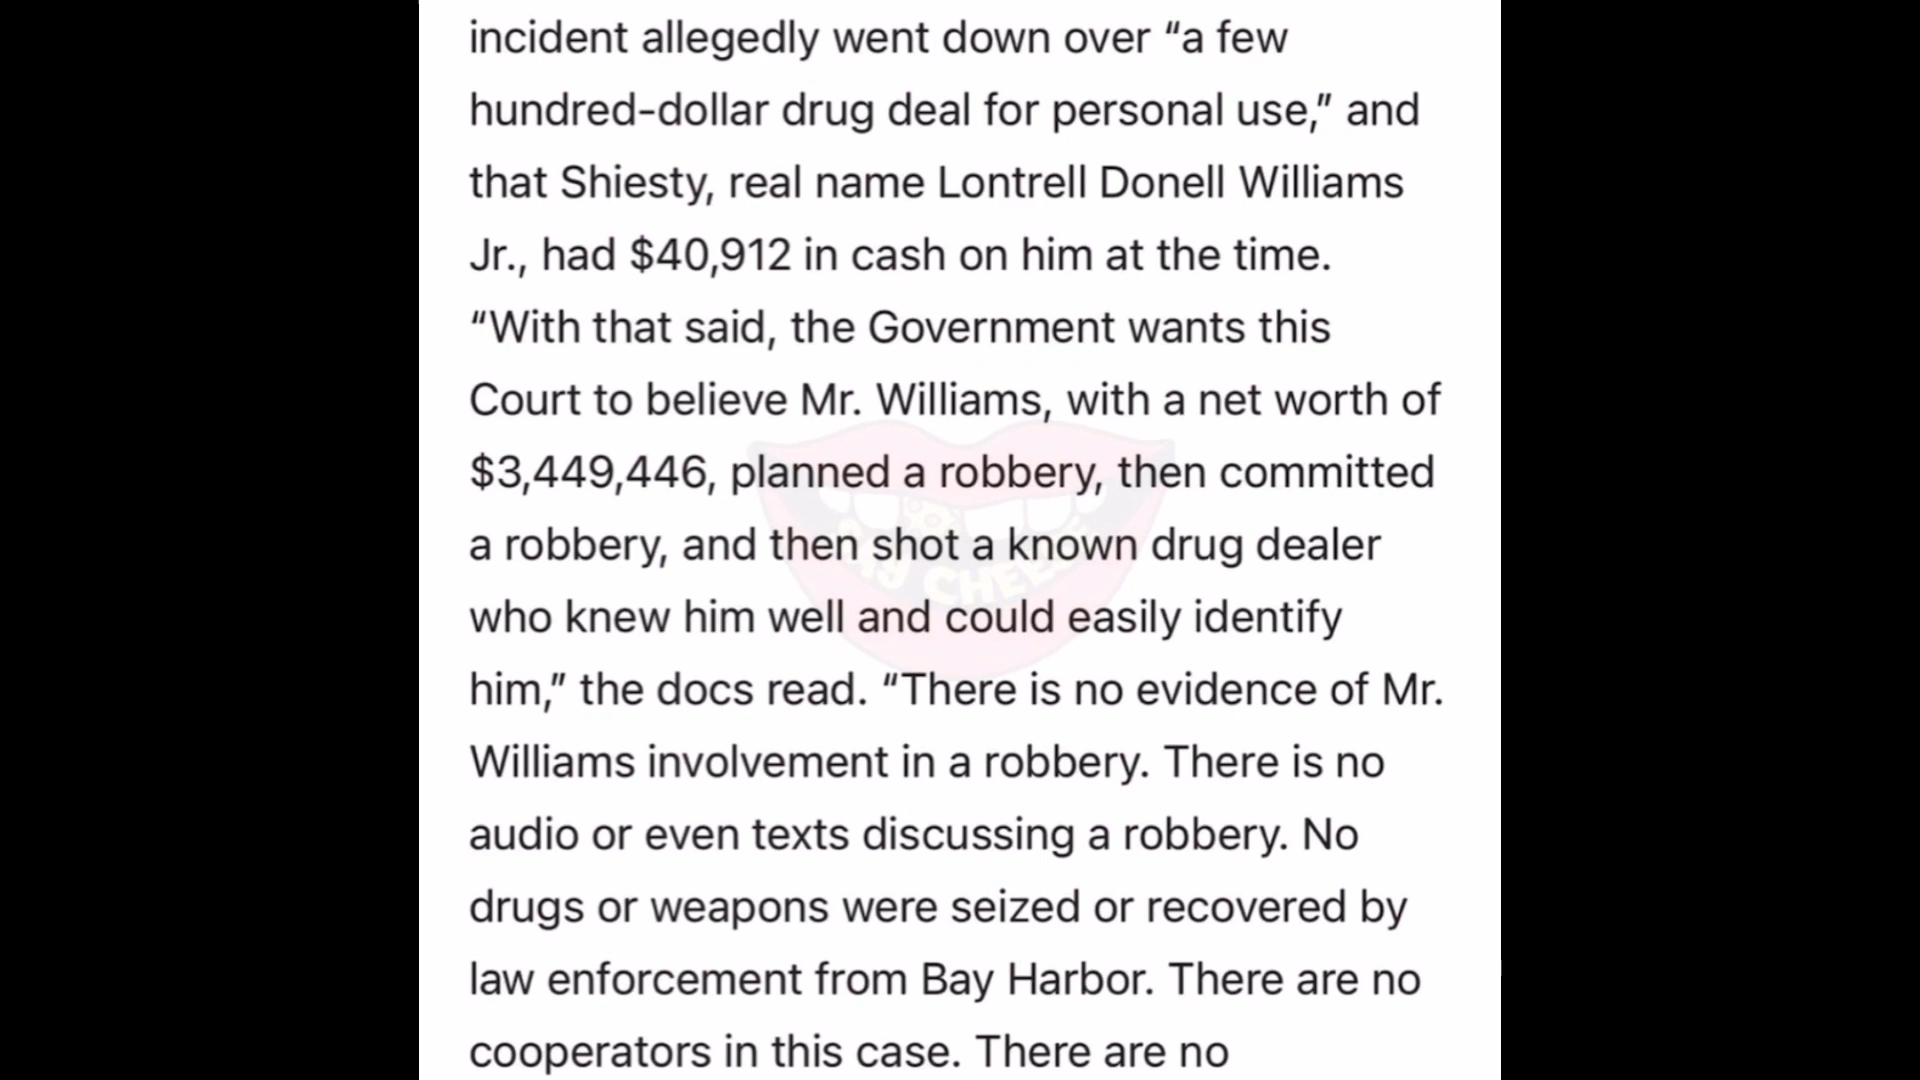 incident allegedly went down over “a few
hundred-dollar drug deal for personal use,” and
that Shiesty, real name Lontrell Donell Williams
Jr., had $40,912 in cash on him at the time.
“With that said, the Government wants this
Court to believe Mr. Williams, with a net worth of
$3,449,446, planned a robbery, then committed
a robbery, and then shot a known drug dealer
who knew him well and could easily identify
him,” the docs read. “There is no evidence of Mr.
Williams involvement in a robbery. There is no
audio or even texts discussing a robbery. No
drugs or weapons were seized or recovered by
law enforcement from Bay Harbor. There are no
cooperators in this case. There are no